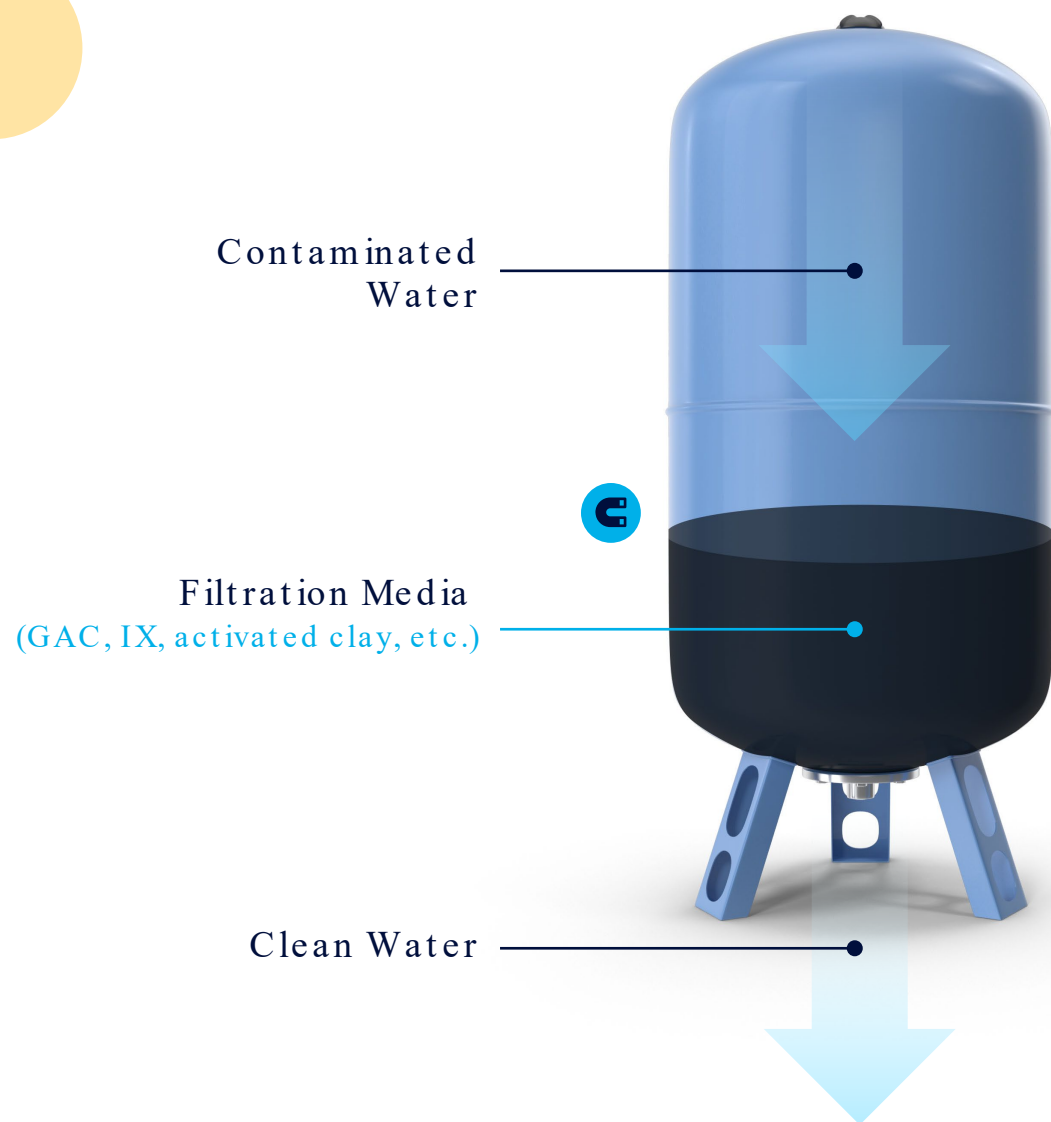 Contaminated
Water
Filtration Media
(GAC, IX, activated clay, etc.)
Clean Water